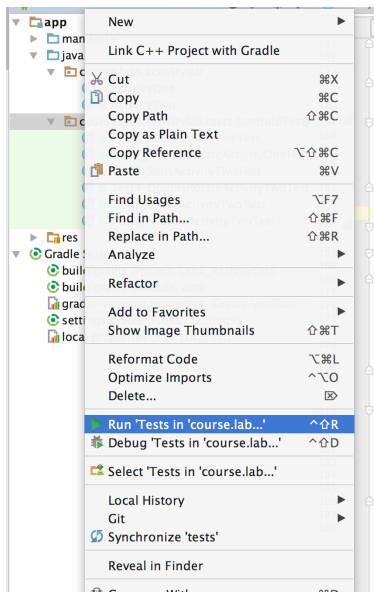 app
New
man
Link C++ Project with Gradle
java
Cut ⌘X
Copy ⌘C
Copy Path ⇧⌘C
Copy as Plain Text
Copy Reference ⌥⇧⌘C
Paste ⌘V
Find Usages ⌥F7
Find in Path... ⇧⌘F
Replace in Path... ⇧⌘R
res
Analyze
Gradle S
buil
Refactor
buil
grad
Add to Favorites
setti
Show Image Thumbnails ⇧⌘T
loca
Reformat Code ⌥⌘L
Optimize Imports ^⌥O
Delete... ⌦
Run 'Tests in 'course.lab...' ^⇧R
Debug 'Tests in 'course.lab...' ^⇧D
Select 'Tests in 'course.lab...'
Local History
Git
Synchronize 'tests'
Reveal in Finder